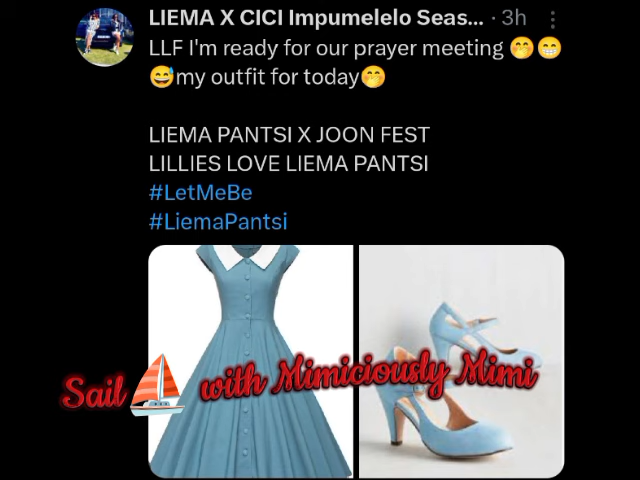 LIEMA X CICI Impumelelo Seas... · 3h
LLF I'm ready for our prayer meeting 🤭😁
😅my outfit for today🤭
LIEMA PANTSI X JOON FEST
LILLIES LOVE LIEMA PANTSI
#LetMeBe
#LiemaPantsi
Sail with Mimiciously Mimi